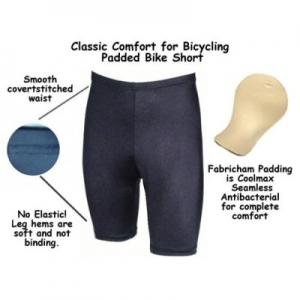 Classic Comfort for Bicycling
Padded Bike Short
Smooth
covertstitched
waist
No Elastic!
Leg hems are
soft and not
binding.
Fabricham Padding
is Coolmax
Seamless
Antibacterial
for complete
comfort